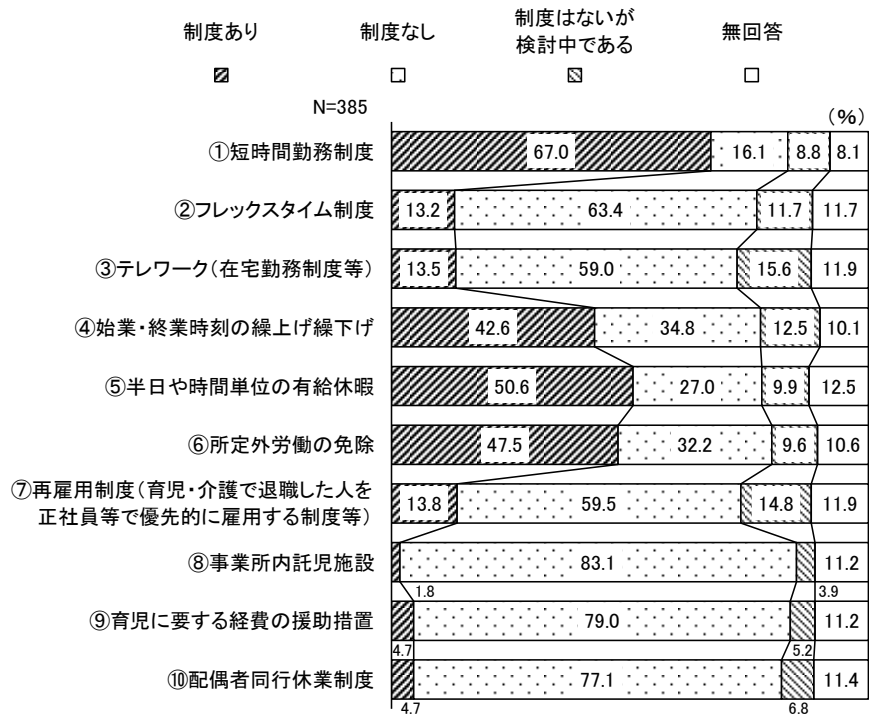 制度あり 制度なし 制度はないが 検討中である 無回答
N=385
(%)
①短時間勤務制度 67.0 16.1 8.8 8.1
②フレックスタイム制度 13.2 63.4 11.7 11.7
③テレワーク(在宅勤務制度等) 13.5 59.0 15.6 11.9
④始業・終業時刻の繰上げ繰下げ 42.6 34.8 12.5 10.1
⑤半日や時間単位の有給休暇 50.6 27.0 9.9 12.5
⑥所定外労働の免除 47.5 32.2 9.6 10.6
⑦再雇用制度(育児・介護で退職した人を
正社員等で優先的に雇用する制度等) 13.8 59.5 14.8 11.9
⑧事業所内託児施設 83.1 11.2
1.8 3.9
⑨育児に要する経費の援助措置 79.0 11.2
4.7 5.2
⑩配偶者同行休業制度 77.1 11.4
4.7 6.8